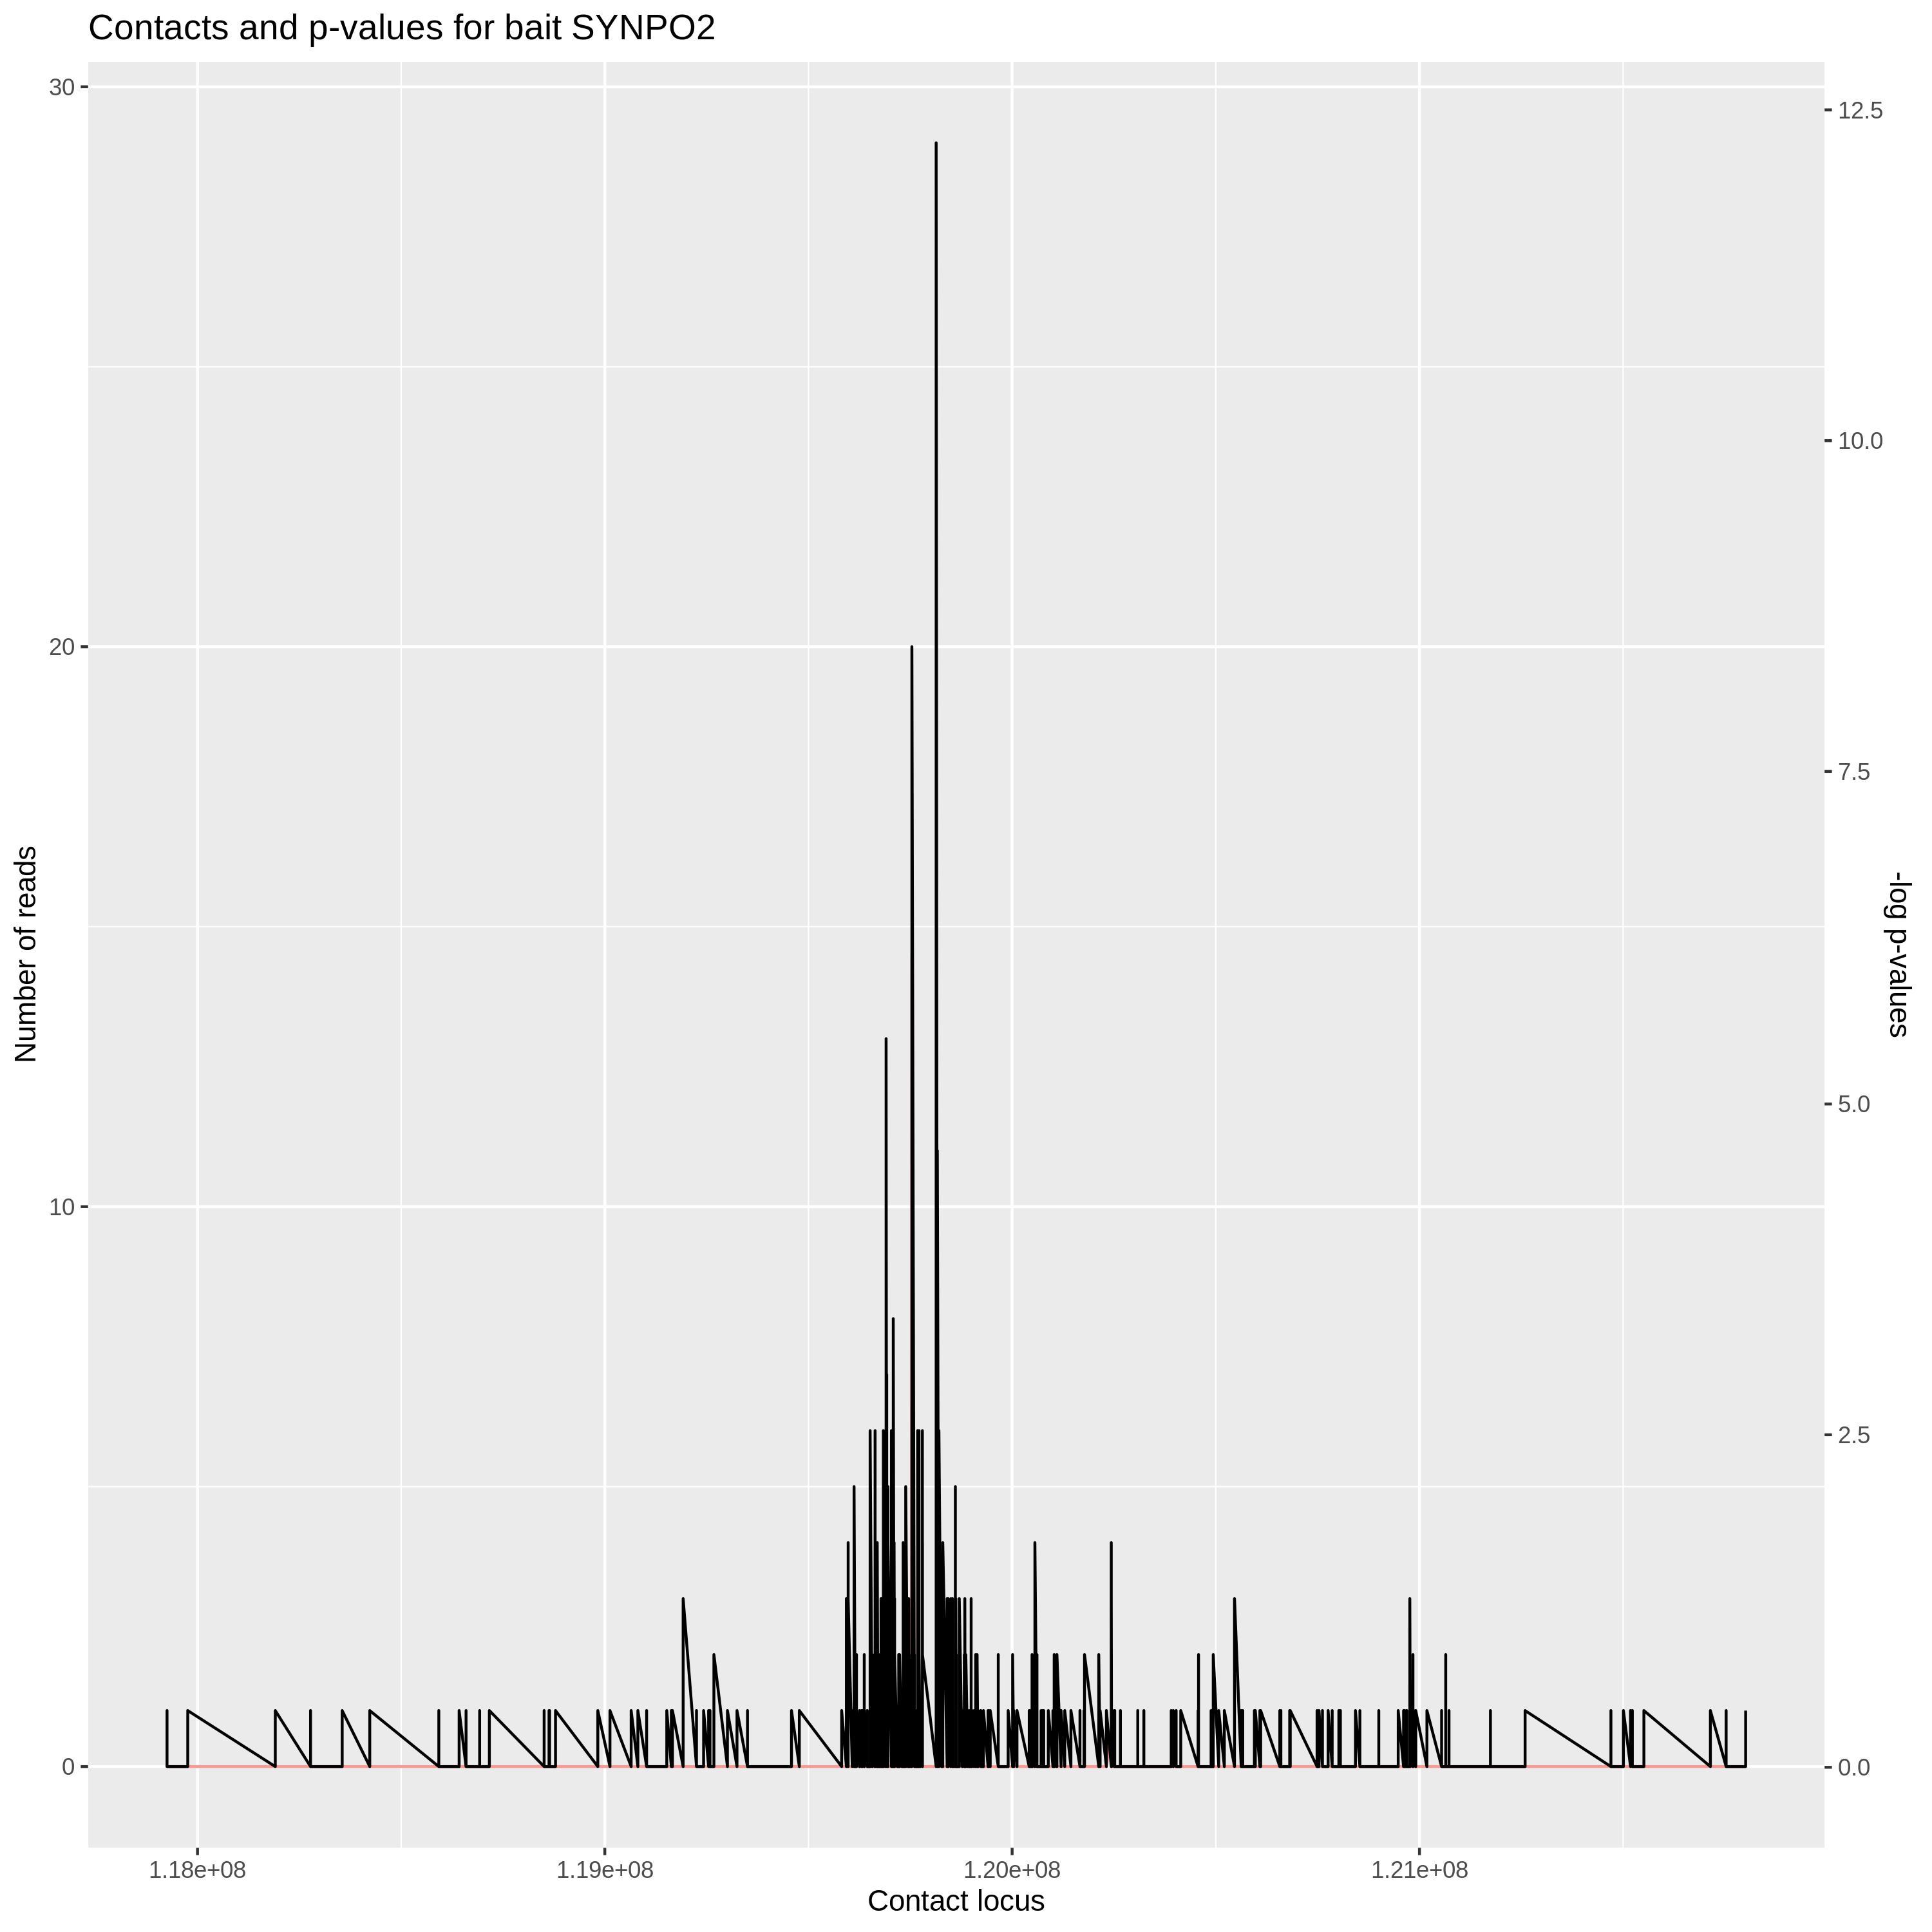 Contacts and p-values for bait SYNPO2
30
20
10
0
Number of reads
12.5
10.0
7.5
5.0
2.5
0.0
-log p-values
1.18e+08
1.19e+08
1.20e+08
1.21e+08
Contact locus